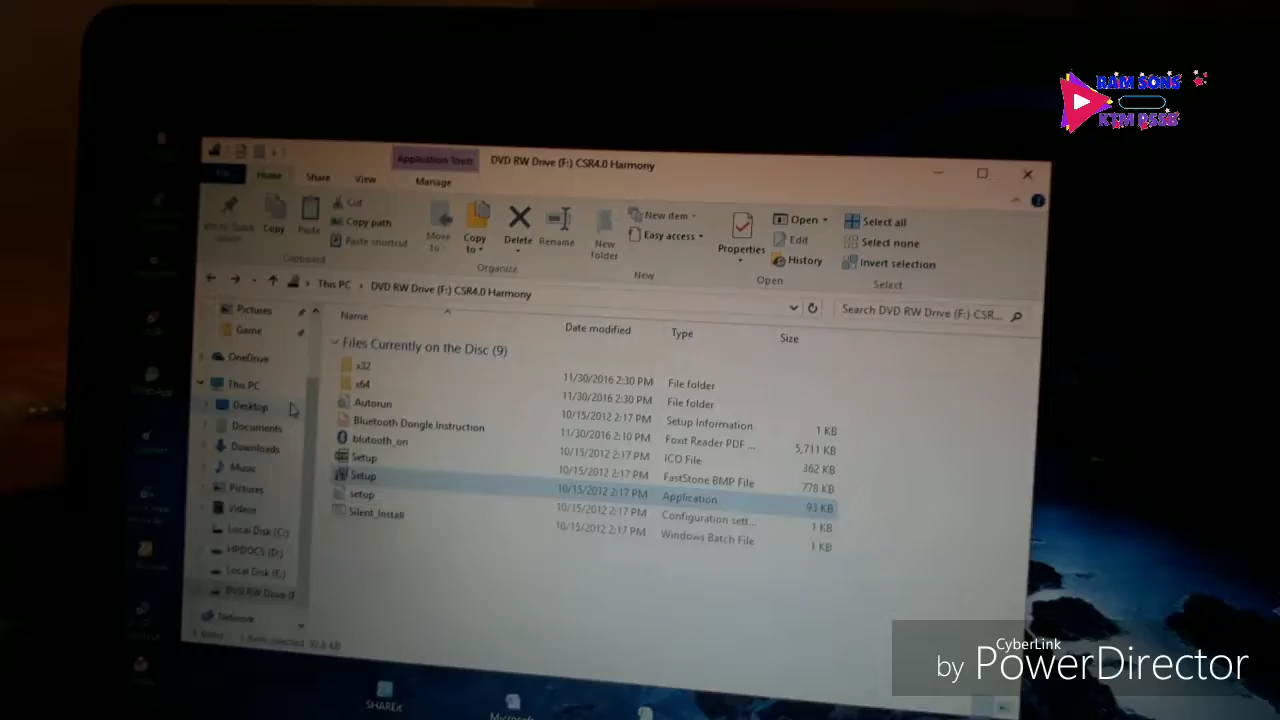 RAM SONS
Application Tools
DVD RW Drive (F:) CSR4.0 Harmony
Home
Share
View
Manage
Copy
Paste
Cut
Copy path
Paste shortcut
Clipboard
Move to
Copy to
Delete
Rename
Organize
New folder
New item
Easy access
New
Properties
Open
Edit
History
Open
Select all
Select none
Invert selection
Select
This PC > DVD RW Drive (F:) CSR4.0 Harmony
Search DVD RW Drive (F:) CSR...
Pictures
Game
OneDrive
This PC
Desktop
Documents
Downloads
Music
Pictures
Videos
Local Disk (C:)
HPDOCS (D:)
Local Disk (E:)
DVD RW Drive (F
Network
Name
Date modified
Type
Size
Files Currently on the Disc (9)
x32 11/30/2016 2:30 PM File folder
x64 11/30/2016 2:30 PM File folder
Autorun 10/15/2012 2:17 PM Setup Information 1 KB
Bluetooth Dongle Instruction 11/30/2016 2:10 PM Foxit Reader PDF ... 5,711 KB
blutooth_on 10/15/2012 2:17 PM ICO File 362 KB
Setup 10/15/2012 2:17 PM FastStone BMP File 778 KB
Setup 10/15/2012 2:17 PM Application 93 KB
setup 10/15/2012 2:17 PM Configuration sett... 1 KB
Silent_Install 10/15/2012 2:17 PM Windows Batch File 1 KB
SHAREit
CyberLink
by PowerDirector